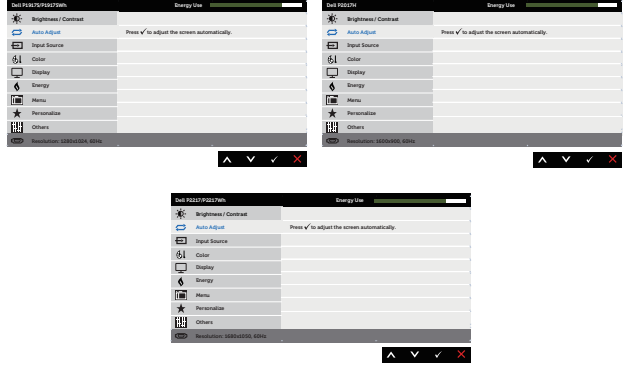 Dell P1917S/P1917SWh Energy Use
Brightness / Contrast
Auto Adjust Press ✓ to adjust the screen automatically.
Input Source
Color
Display
Energy
Menu
Personalize
Others
Resolution: 1280x1024, 60Hz
Dell P2017H Energy Use
Brightness / Contrast
Auto Adjust Press ✓ to adjust the screen automatically.
Input Source
Color
Display
Energy
Menu
Personalize
Others
Resolution: 1600x900, 60Hz
Dell P2217/P2217Wh Energy Use
Brightness / Contrast
Auto Adjust Press ✓ to adjust the screen automatically.
Input Source
Color
Display
Energy
Menu
Personalize
Others
Resolution: 1680x1050, 60Hz